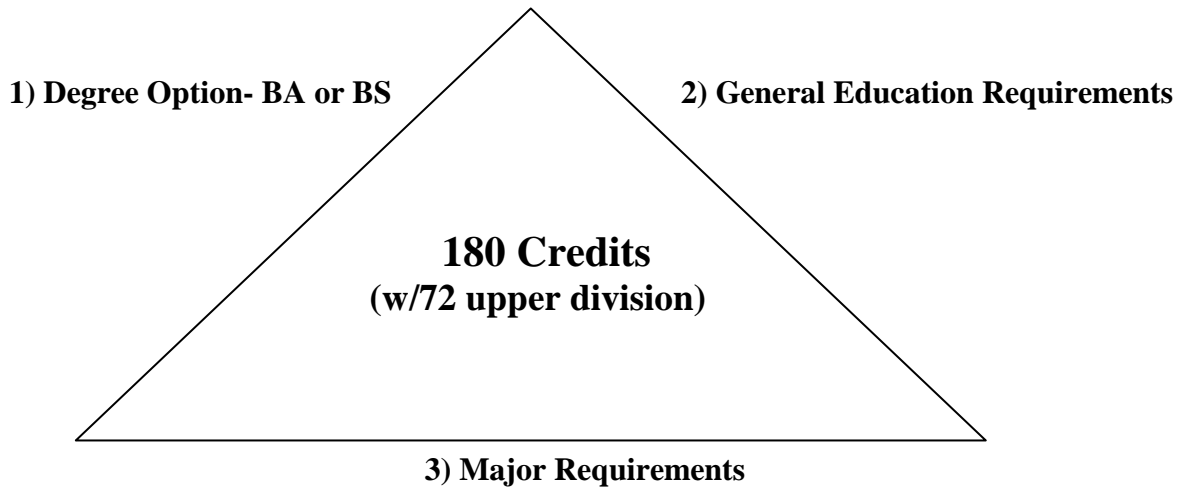 1) Degree Option- BA or BS
2) General Education Requirements
180 Credits
(w/72 upper division)
3) Major Requirements